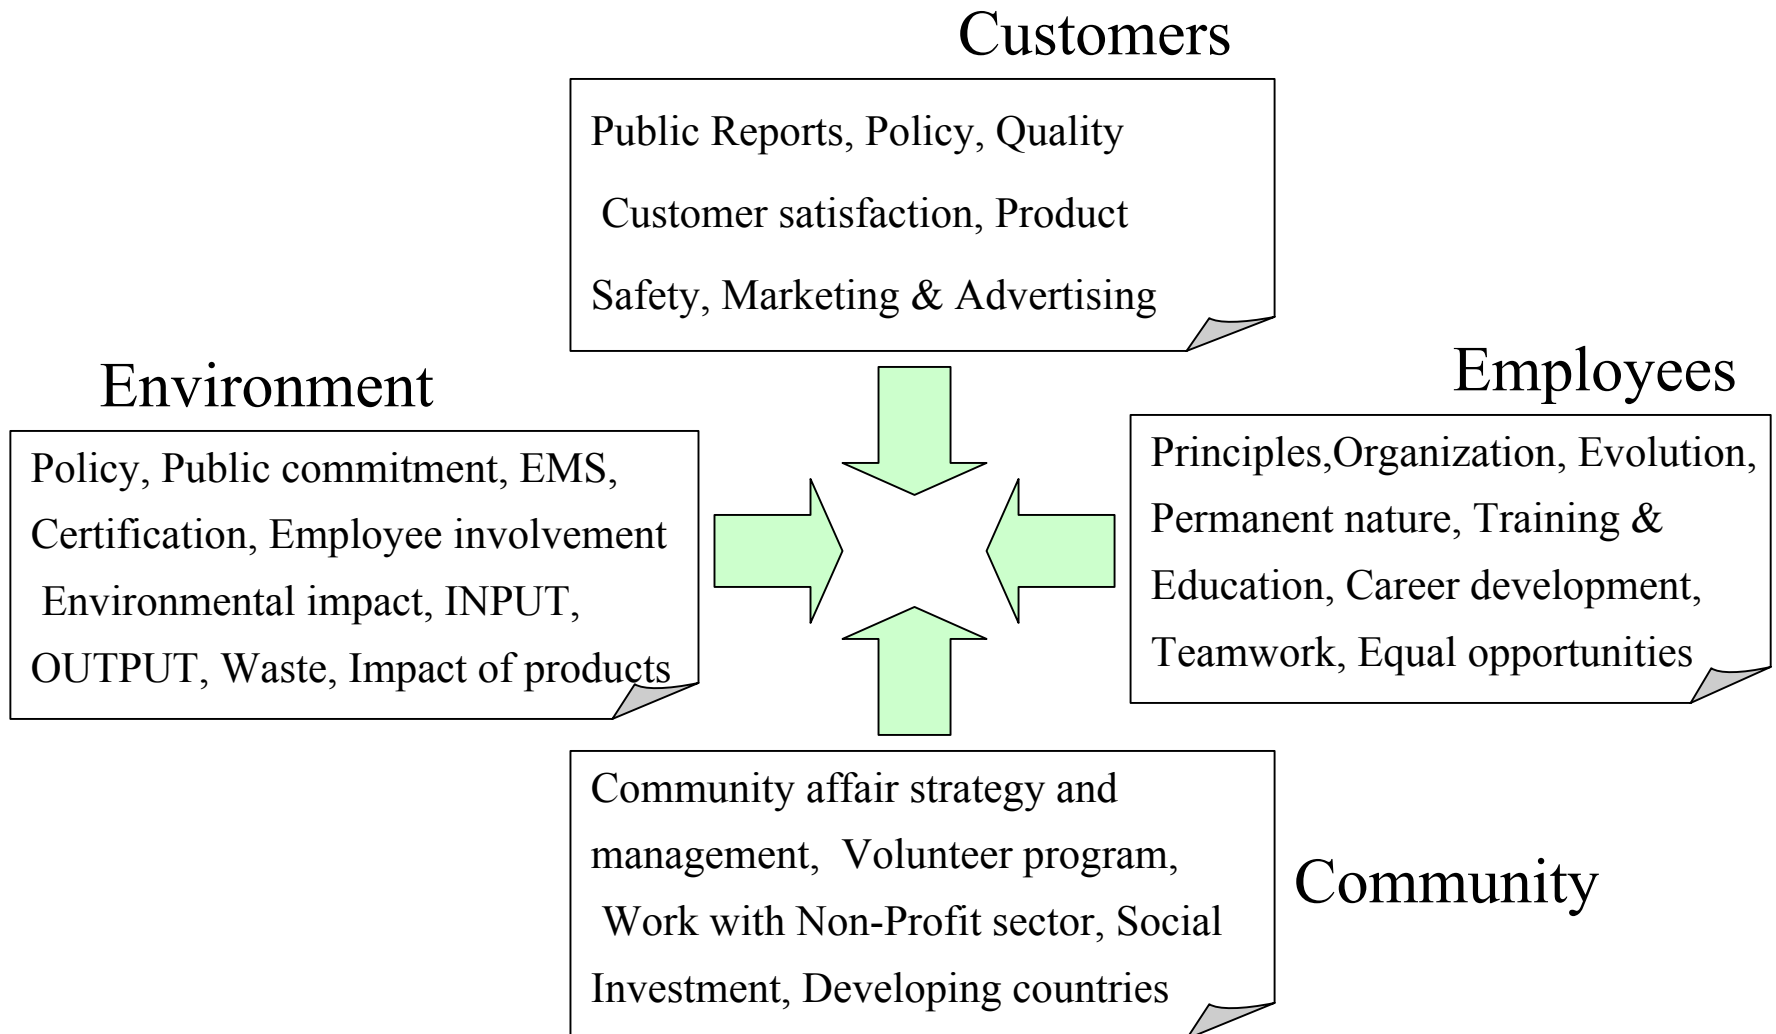 Customers
Public Reports, Policy, Quality
Customer satisfaction, Product
Safety, Marketing & Advertising
Environment
Policy, Public commitment, EMS,
Certification, Employee involvement
Environmental impact, INPUT,
OUTPUT, Waste, Impact of products
Employees
Principles,Organization, Evolution,
Permanent nature, Training &
Education, Career development,
Teamwork, Equal opportunities
Community affair strategy and
management, Volunteer program,
Work with Non-Profit sector, Social
Investment, Developing countries
Community